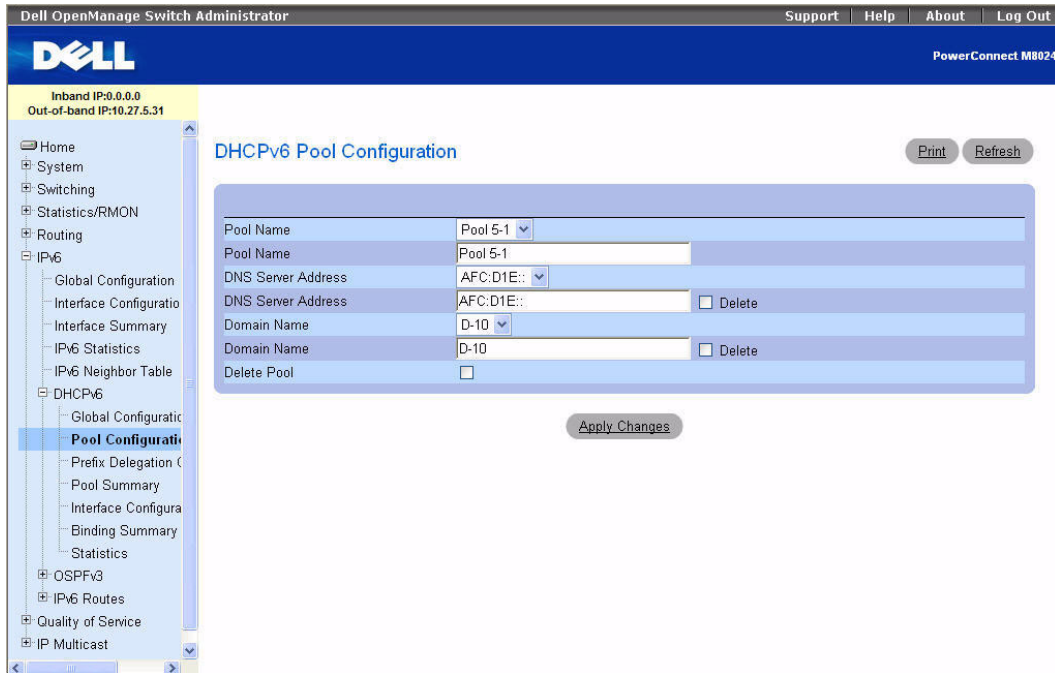 Dell OpenManage Switch Administrator Support Help About Log Out
DELL
PowerConnect M8024
Inband IP:0.0.0.0
Out-of-band IP:10.27.5.31
Home
System
Switching
Statistics/RMON
Routing
IPv6
Global Configuration
Interface Configuratio
Interface Summary
IPv6 Statistics
IPv6 Neighbor Table
DHCPv6
Global Configuratic
Pool Configuratio
Prefix Delegation C
Pool Summary
Interface Configura
Binding Summary
Statistics
OSPFv3
IPv6 Routes
Quality of Service
IP Multicast
DHCPv6 Pool Configuration
Print Refresh
Pool Name Pool 5-1
Pool Name Pool 5-1
DNS Server Address AFC:D1E::
DNS Server Address AFC:D1E:: Delete
Domain Name D-10
Domain Name D-10 Delete
Delete Pool
Apply Changes